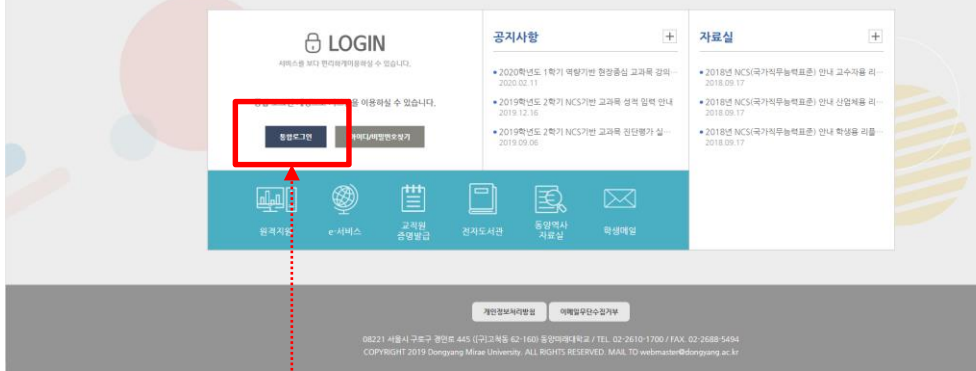 LOGIN
서비스를 보다 편리하게이용하실 수 있습니다.
을 이용하실 수 있습니다.
통합로그인
아이디/비밀번호찾기
공지사항
• 2020학년도 1학기 역량기반 현장중심 교과목 강의…
2020.02.11
• 2019학년도 2학기 NCS기반 교과목 성적 입력 안내
2019.12.16
• 2019학년도 2학기 NCS기반 교과목 진단평가 실…
2019.09.06
자료실
• 2018년 NCS(국가직무능력표준) 안내 교수자용 리…
2018.09.17
• 2018년 NCS(국가직무능력표준) 안내 산업체용 리…
2018.09.17
• 2018년 NCS(국가직무능력표준) 안내 학생용 리플…
2018.09.17
원격지원
e-서비스
교직원
증명발급
전자도서관
동양역사
자료실
학생메일
개인정보처리방침
이메일무단수집거부
08221 서울시 구로구 경인로 445 ((구)고척동 62-160) 동양미래대학교 / TEL. 02-2610-1700 / FAX. 02-2688-5494
COPYRIGHT 2019 Dongyang Mirae University. ALL RIGHTS RESERVED. MAIL TO webmaster@dongyang.ac.kr